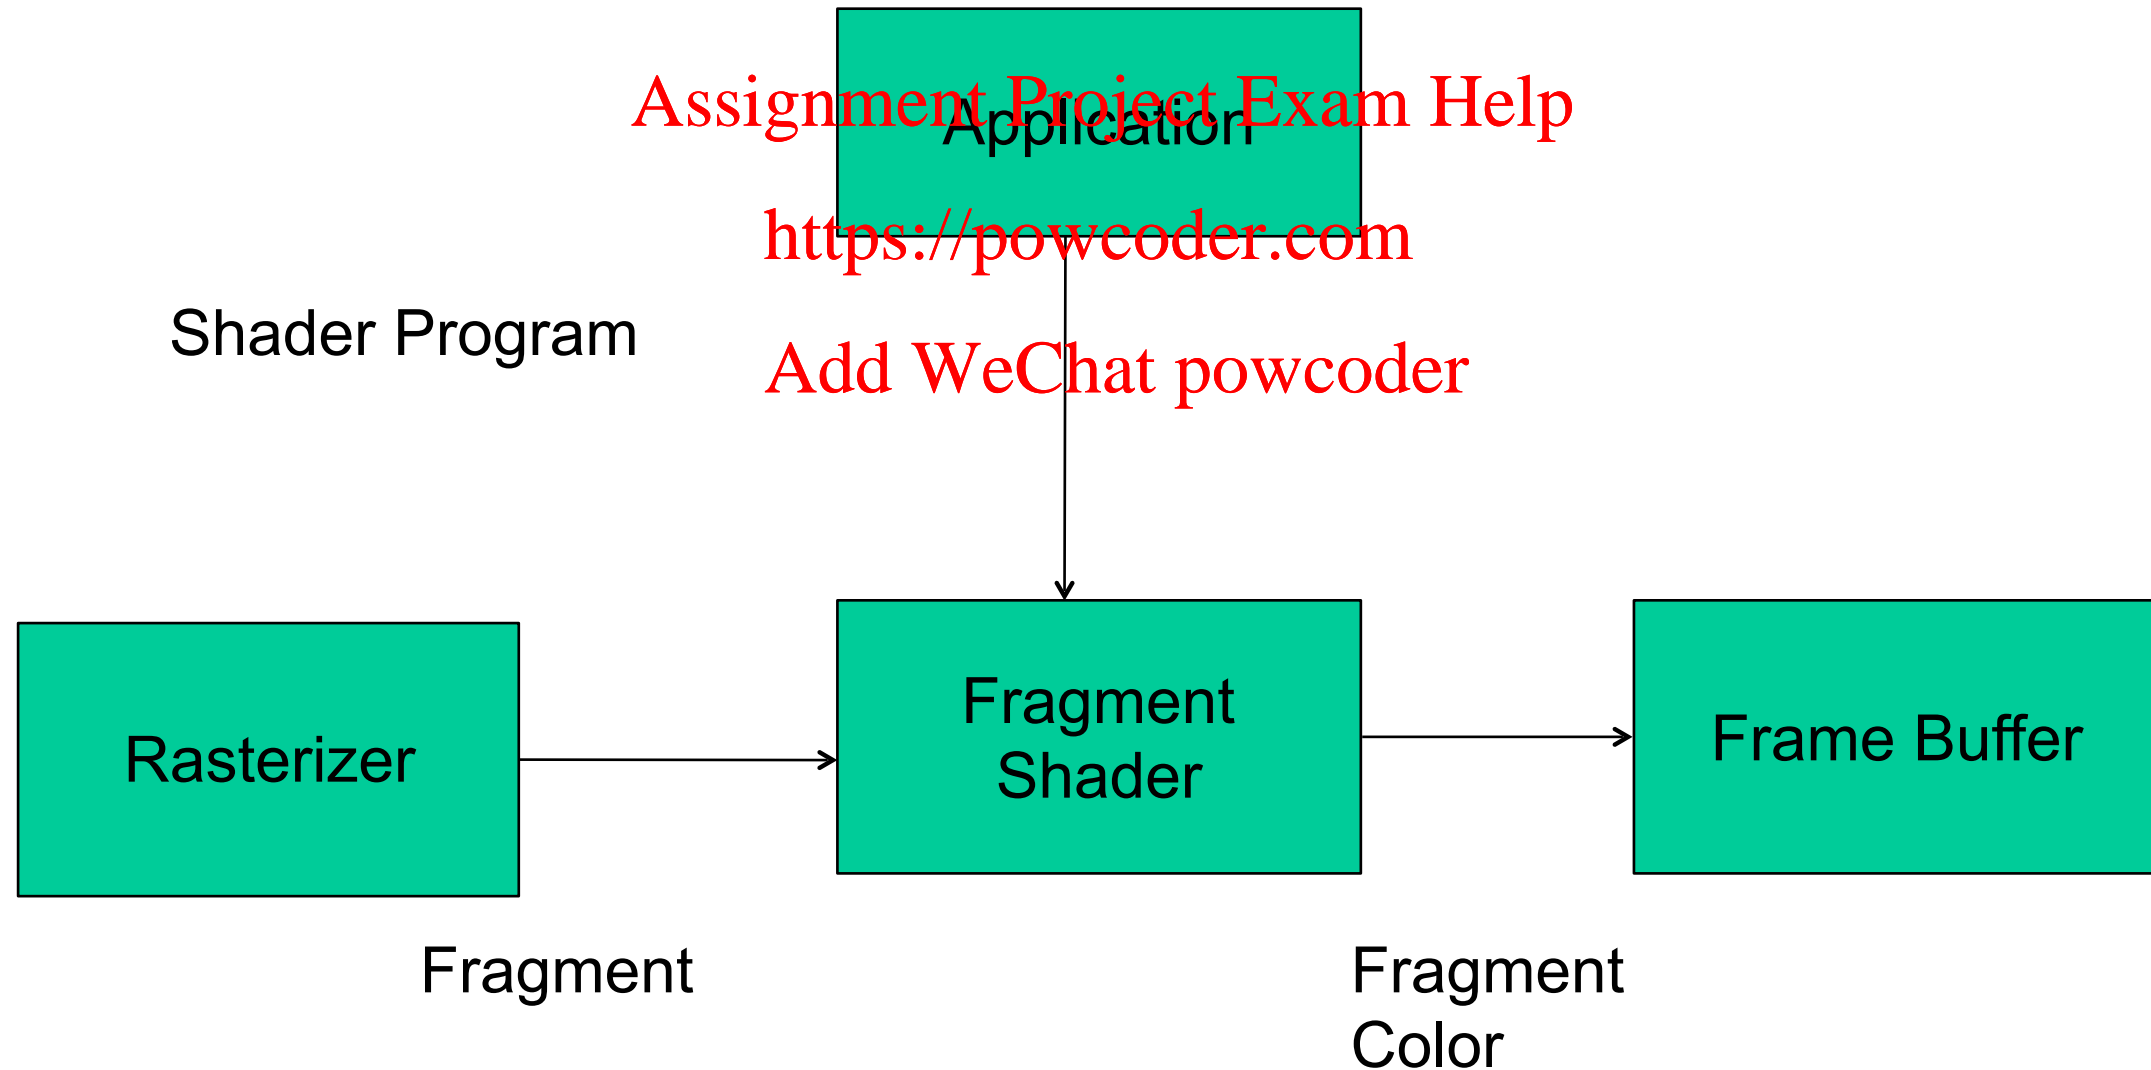 Assignment Project Exam Help
Application
https://powcoder.com
Shader Program
Add WeChat powcoder
Fragment
Shader
Rasterizer
Frame Buffer
Fragment
Fragment
Color